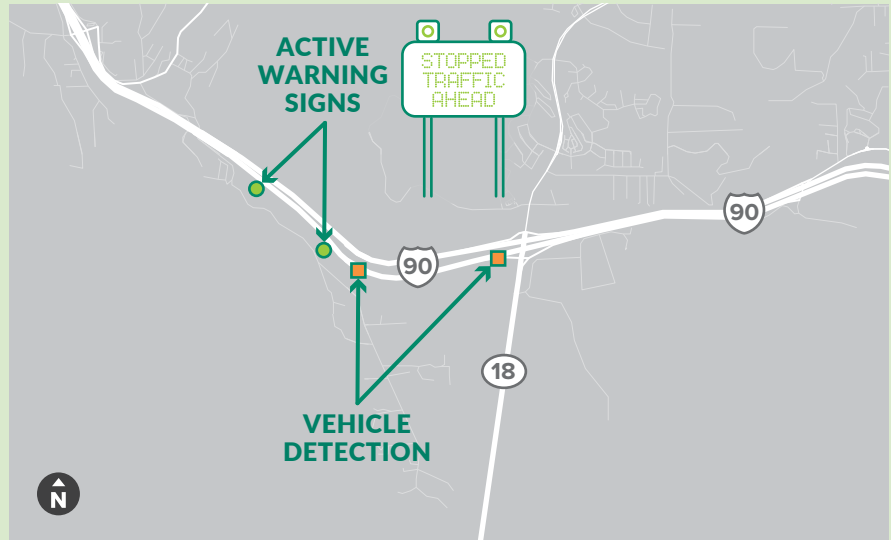 ACTIVE
WARNING
SIGNS
STOPPED
TRAFFIC
AHEAD
90
90
18
VEHICLE
DETECTION
N